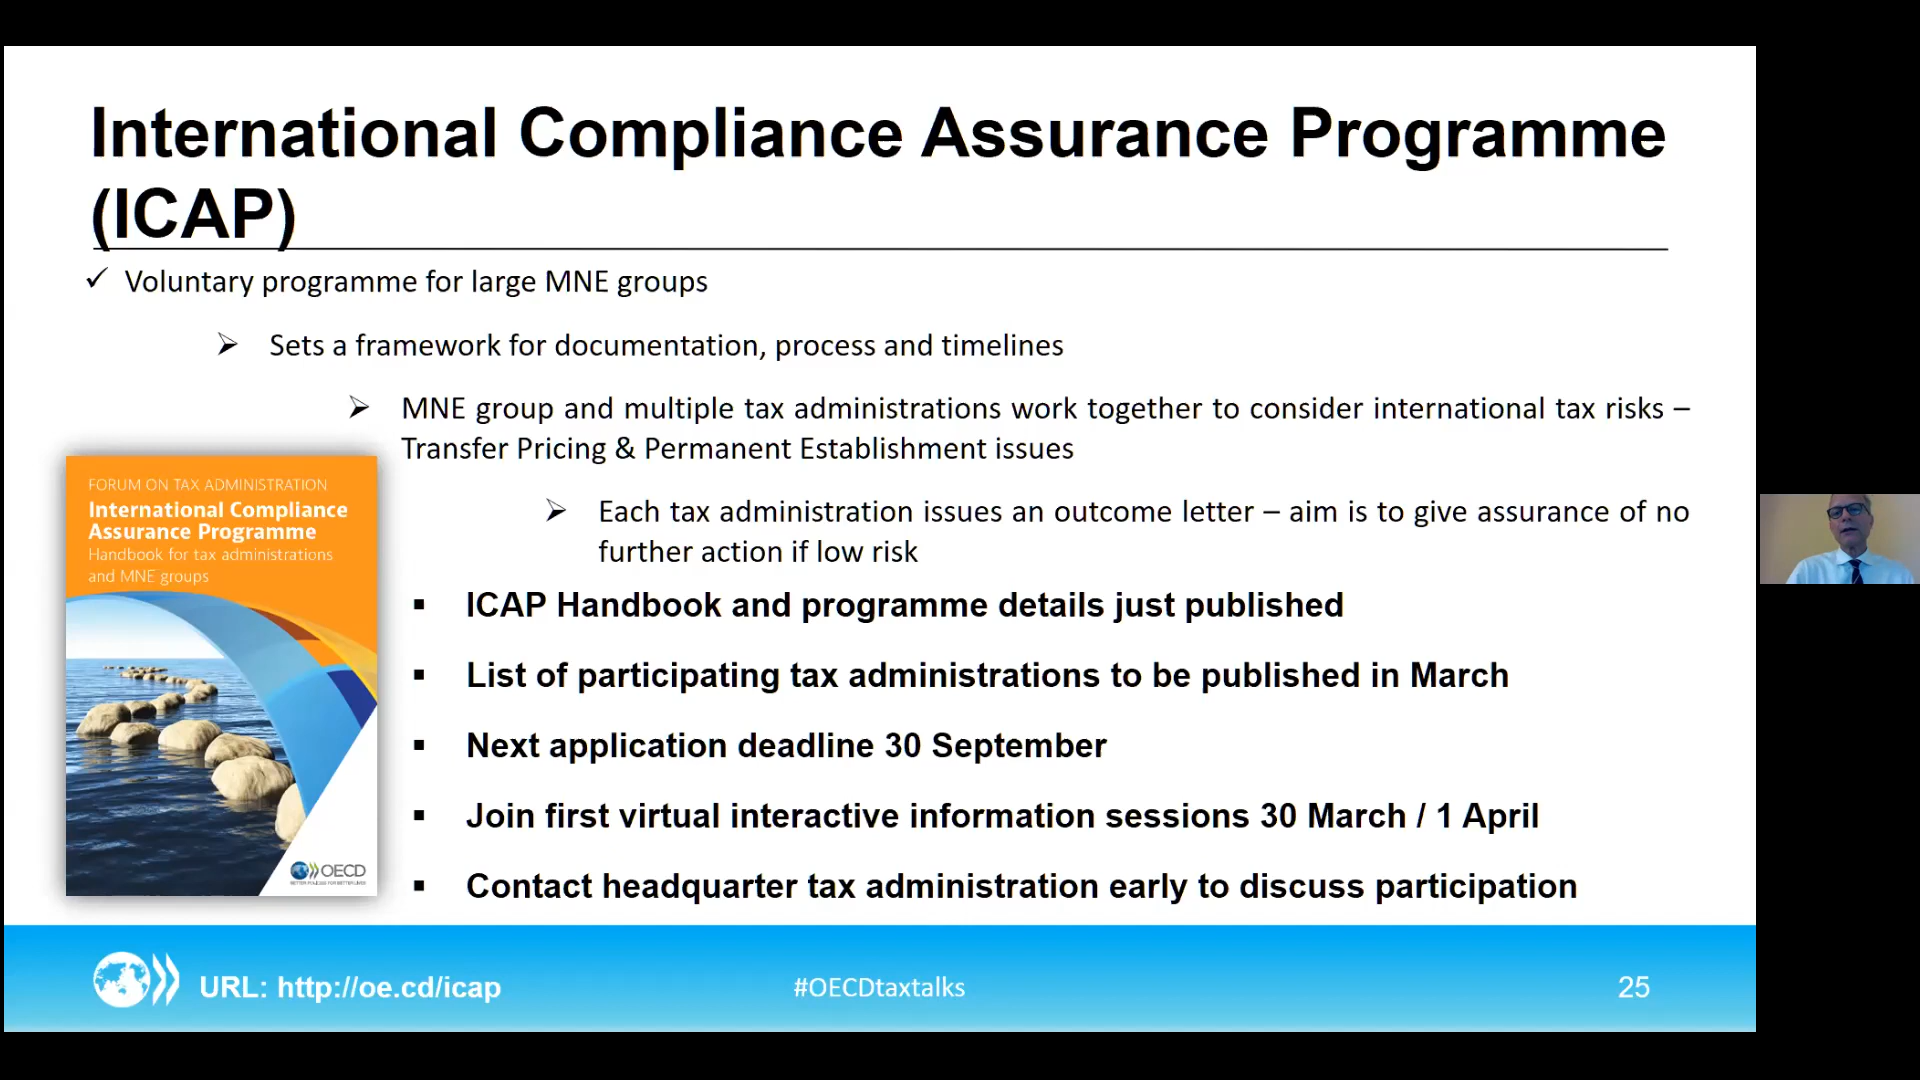 International Compliance Assurance Programme
(ICAP)
✓ Voluntary programme for large MNE groups
➢ Sets a framework for documentation, process and timelines
➢ MNE group and multiple tax administrations work together to consider international tax risks –
Transfer Pricing & Permanent Establishment issues
➢ Each tax administration issues an outcome letter – aim is to give assurance of no
further action if low risk
FORUM ON TAX ADMINISTRATION
International Compliance
Assurance Programme
Handbook for tax administrations
and MNE groups
OECD
BETTER POLICIES FOR BETTER LIVES
▪ ICAP Handbook and programme details just published
▪ List of participating tax administrations to be published in March
▪ Next application deadline 30 September
▪ Join first virtual interactive information sessions 30 March / 1 April
▪ Contact headquarter tax administration early to discuss participation
URL: http://oe.cd/icap
#OECDtaxtalks
25